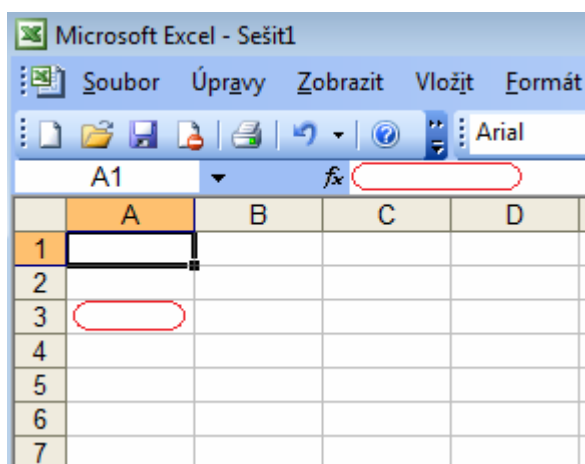 Microsoft Excel - Sešit1
Soubor Úpravy Zobrazit Vložit Formát
Arial
A1 fx
A B C D
1
2
3
4
5
6
7